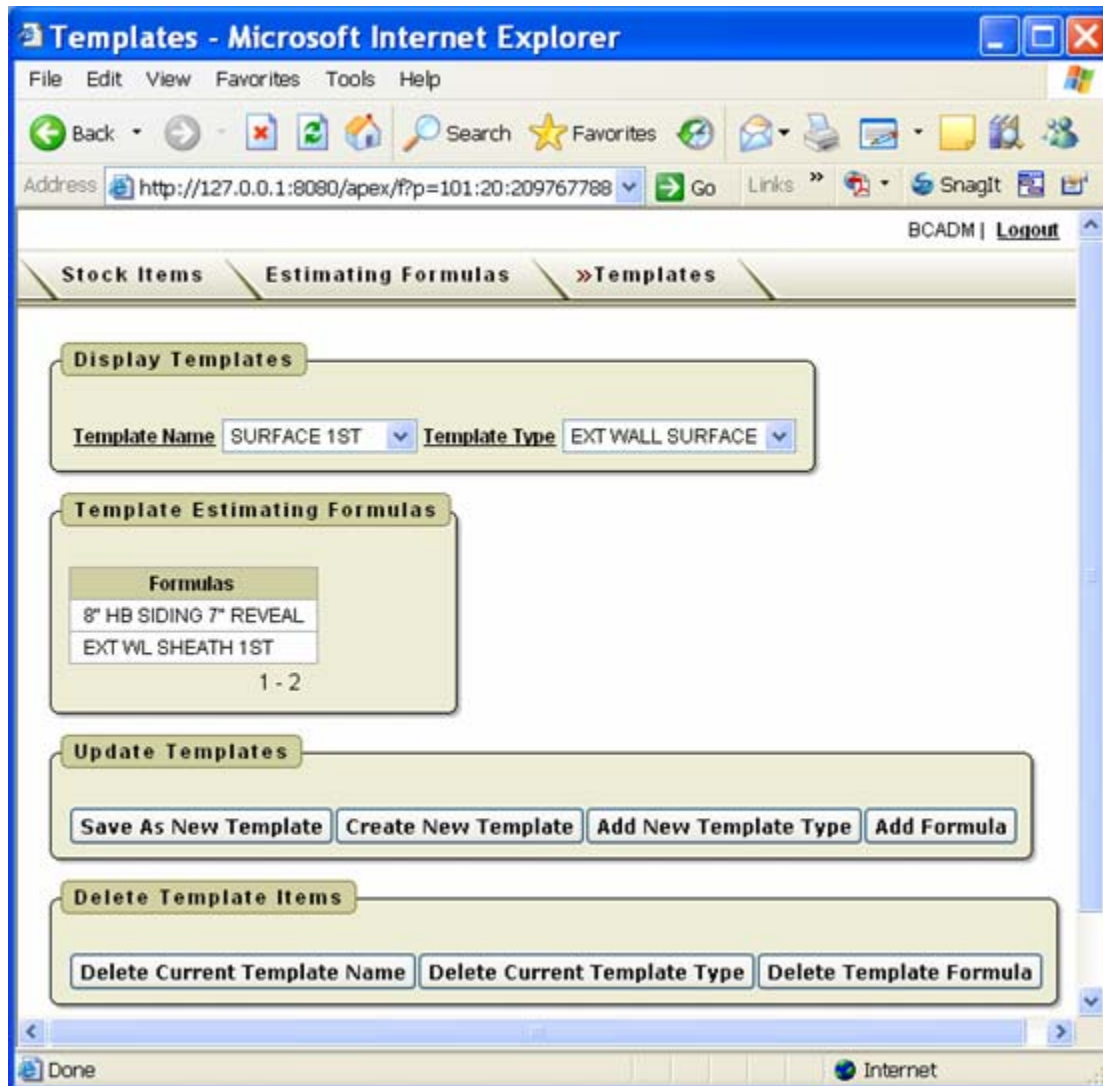 Templates - Microsoft Internet Explorer
File Edit View Favorites Tools Help
Back Search Favorites
Address http://127.0.0.1:8080/apex/f?p=101:20:209767788 Go Links » SnagIt
BCADM | Logout
Stock Items Estimating Formulas »Templates
Display Templates
Template Name SURFACE 1ST Template Type EXT WALL SURFACE
Template Estimating Formulas
Formulas
8" HB SIDING 7" REVEAL
EXT WL SHEATH 1ST
1 - 2
Update Templates
Save As New Template Create New Template Add New Template Type Add Formula
Delete Template Items
Delete Current Template Name Delete Current Template Type Delete Template Formula
Done Internet